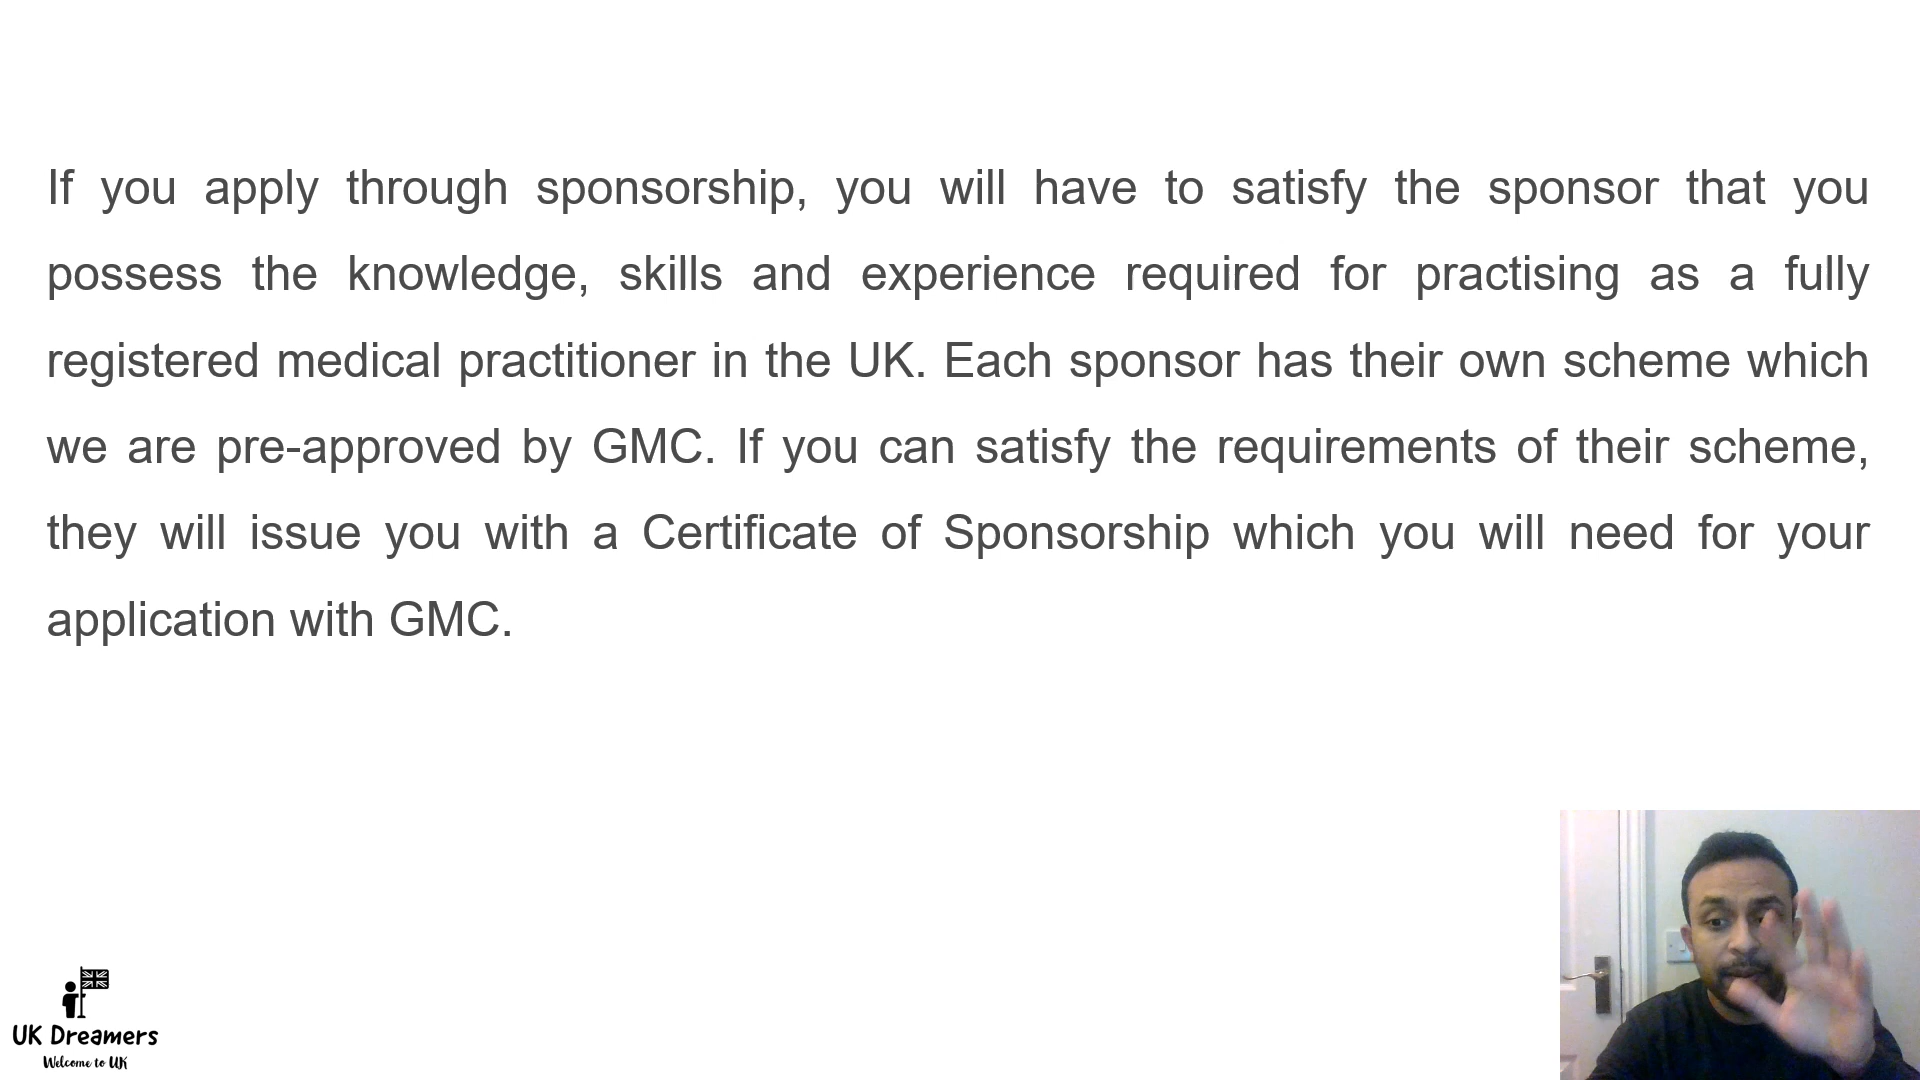 If you apply through sponsorship, you will have to satisfy the sponsor that you
possess the knowledge, skills and experience required for practising as a fully
registered medical practitioner in the UK. Each sponsor has their own scheme which
we are pre-approved by GMC. If you can satisfy the requirements of their scheme,
they will issue you with a Certificate of Sponsorship which you will need for your
application with GMC.
UK Dreamers
Welcome to UK